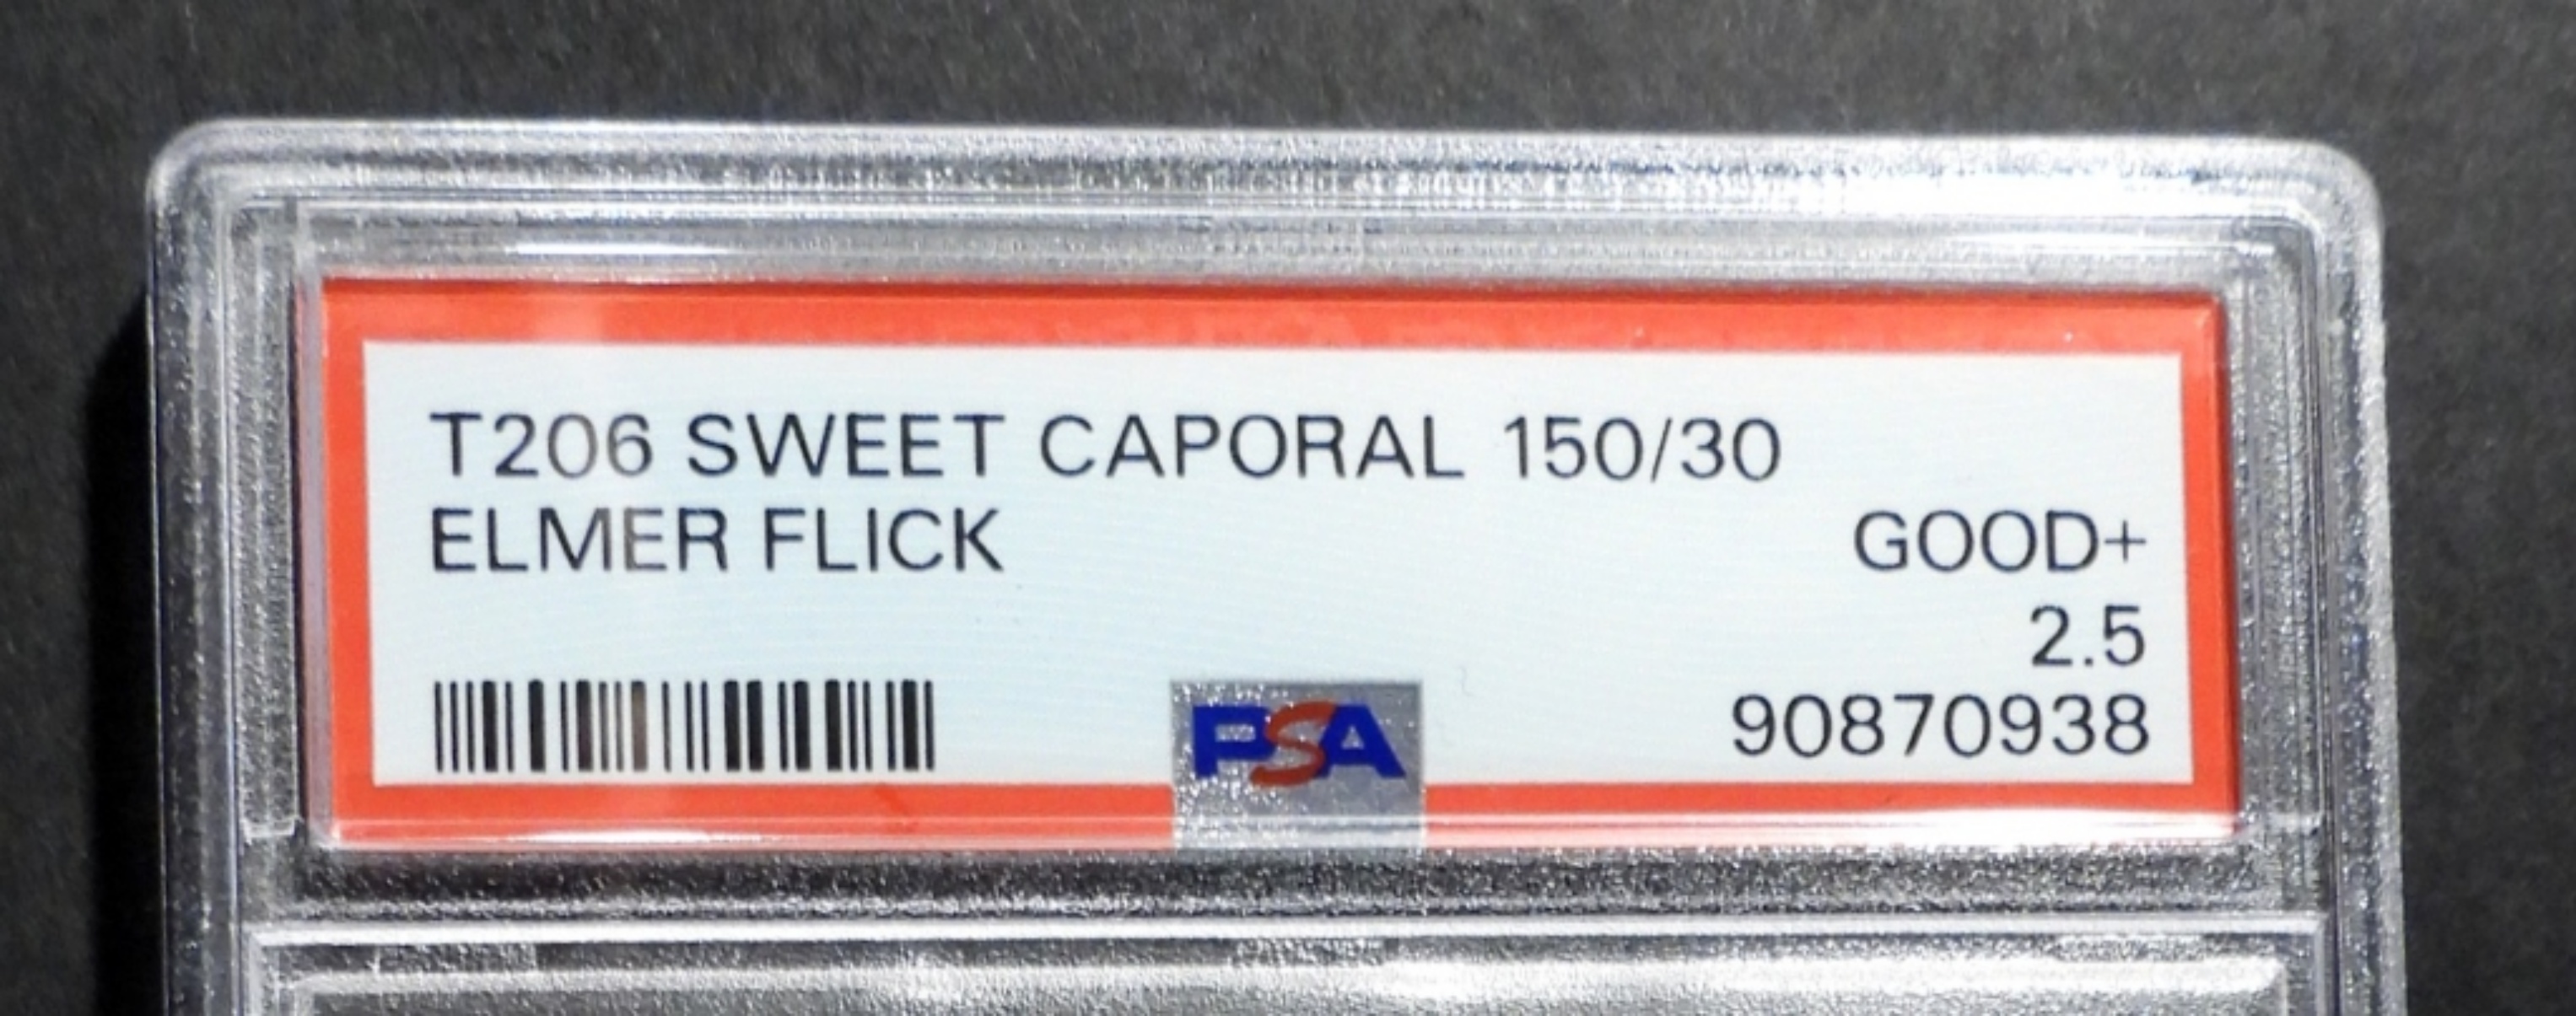 T206 SWEET CAPORAL 150/30
ELMER FLICK
GOOD+
2.5
PSA
90870938